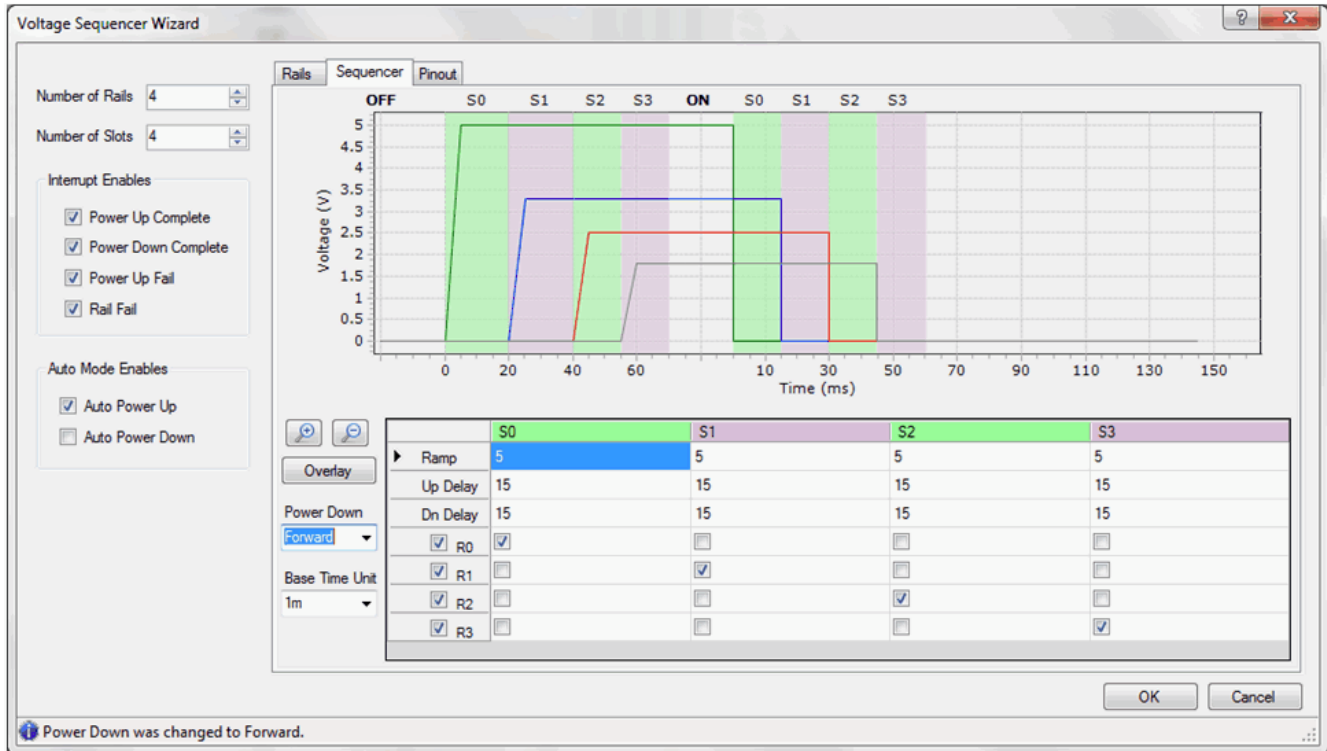 Voltage Sequencer Wizard
Number of Rails 4
Number of Slots 4
Interrupt Enables
Power Up Complete
Power Down Complete
Power Up Fail
Rail Fail
Auto Mode Enables
Auto Power Up
Auto Power Down
Rails Sequencer Pinout
OFF S0 S1 S2 S3 ON S0 S1 S2 S3
5
4.5
4
3.5
3
2.5
2
1.5
1
0.5
0
Voltage (V)
0 20 40 60 10 30 50 70 90 110 130 150
Time (ms)
Overlay
Power Down
Forward
Base Time Unit
1m
S0 S1 S2 S3
Ramp 5 5 5 5
Up Delay 15 15 15 15
Dn Delay 15 15 15 15
R0
R1
R2
R3
OK Cancel
Power Down was changed to Forward.